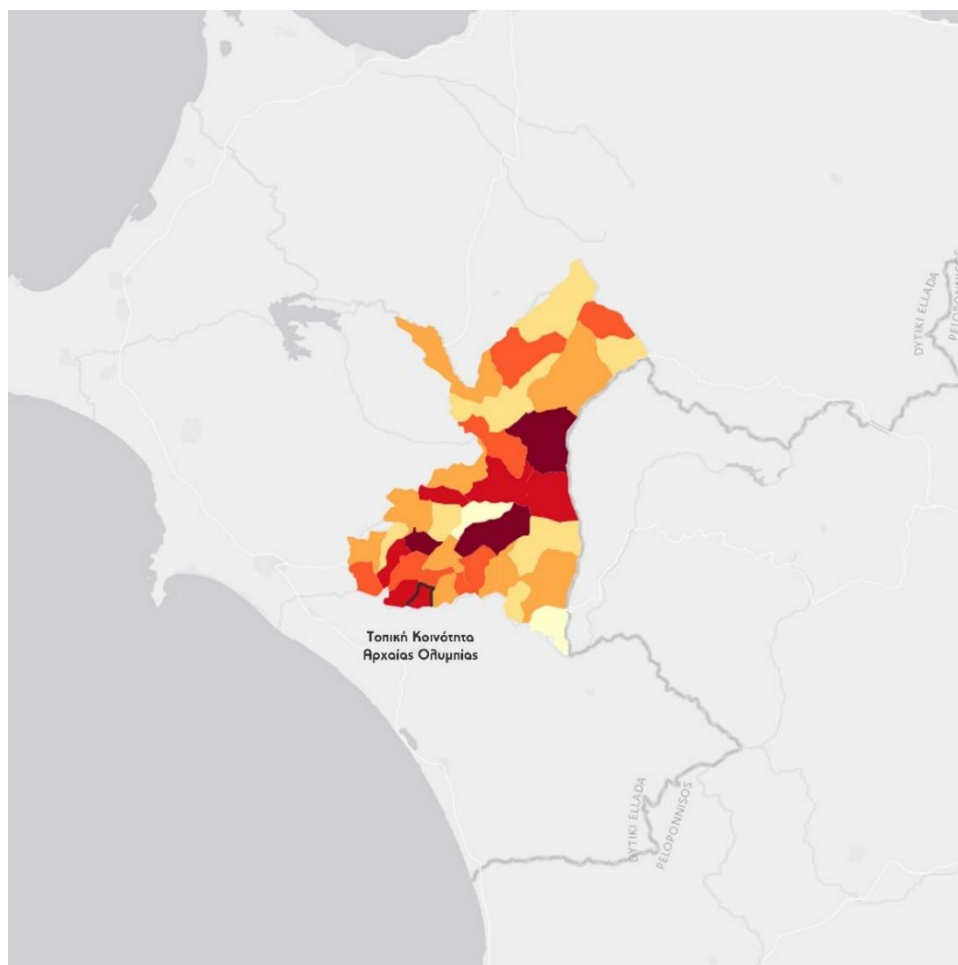 DYTIKI ELLADA
PELOPONNISOS
Τοπική Κοινότητα
Αρχαίας Ολυμπίας
DYTIKI ELLADA
PELOPONNISOS